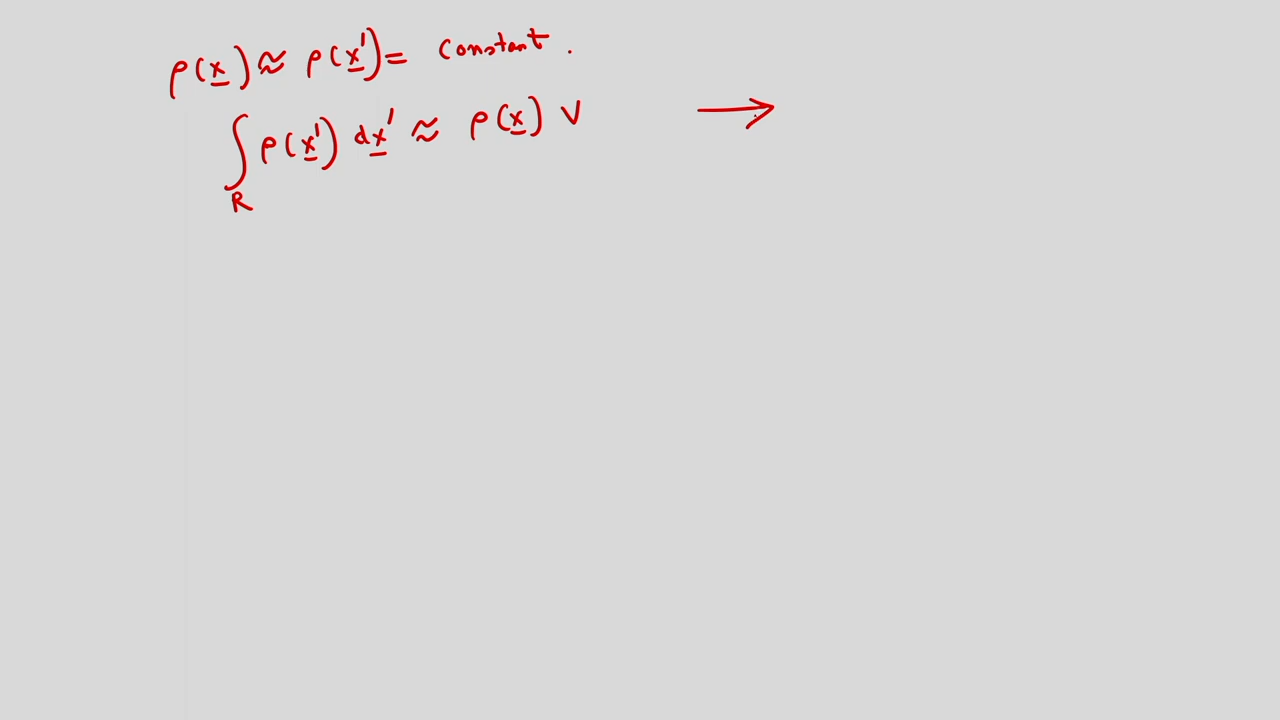 ρ(x̲) ≈ ρ(x̲') = constant.
∫_R ρ(x̲') dx̲' ≈ ρ(x̲) V →